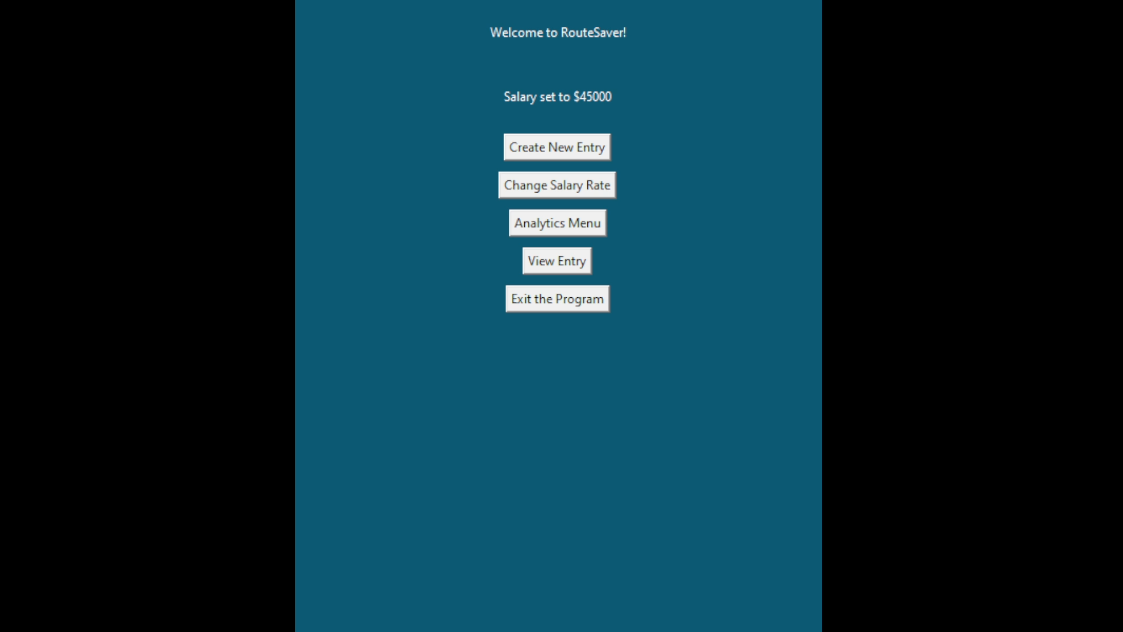 Welcome to RouteSaver!
Salary set to $45000
Create New Entry
Change Salary Rate
Analytics Menu
View Entry
Exit the Program